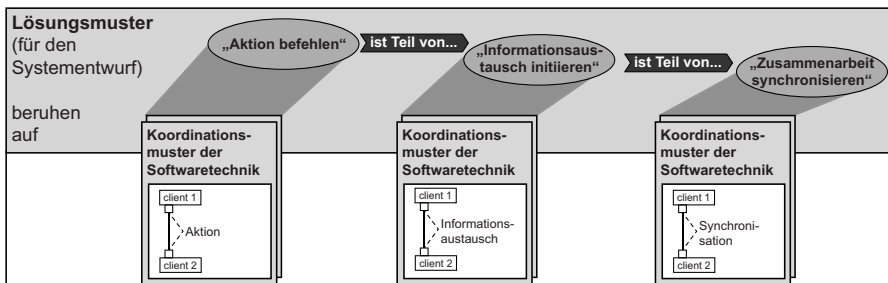 Lösungsmuster
(für den
Systementwurf)
beruhen
auf
„Aktion befehlen“
ist Teil von...
„Informationsaus-
tausch initiieren“
ist Teil von...
„Zusammenarbeit
synchronisieren“
Koordinations-
muster der
Softwaretechnik
client 1
Aktion
client 2
Koordinations-
muster der
Softwaretechnik
client 1
Informations-
austausch
client 2
Koordinations-
muster der
Softwaretechnik
client 1
Synchroni-
sation
client 2